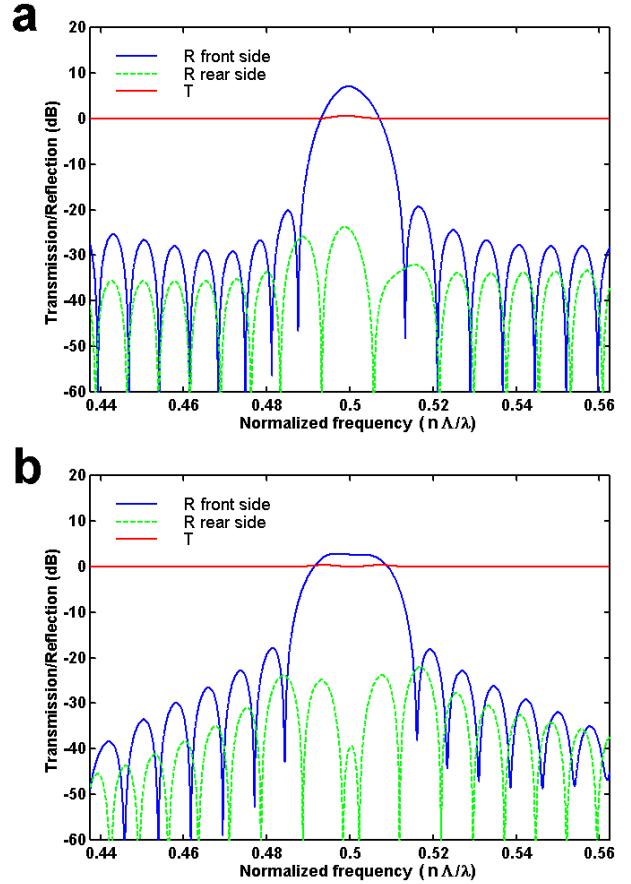 a
20
10
0
-10
-20
-30
-40
-50
-60
Transmission/Reflection (dB)
R front side
R rear side
T
0.44 0.46 0.48 0.5 0.52 0.54 0.56
Normalized frequency (nΛ/λ)
b
20
10
0
-10
-20
-30
-40
-50
-60
Transmission/Reflection (dB)
R front side
R rear side
T
0.44 0.46 0.48 0.5 0.52 0.54 0.56
Normalized frequency (nΛ/λ)